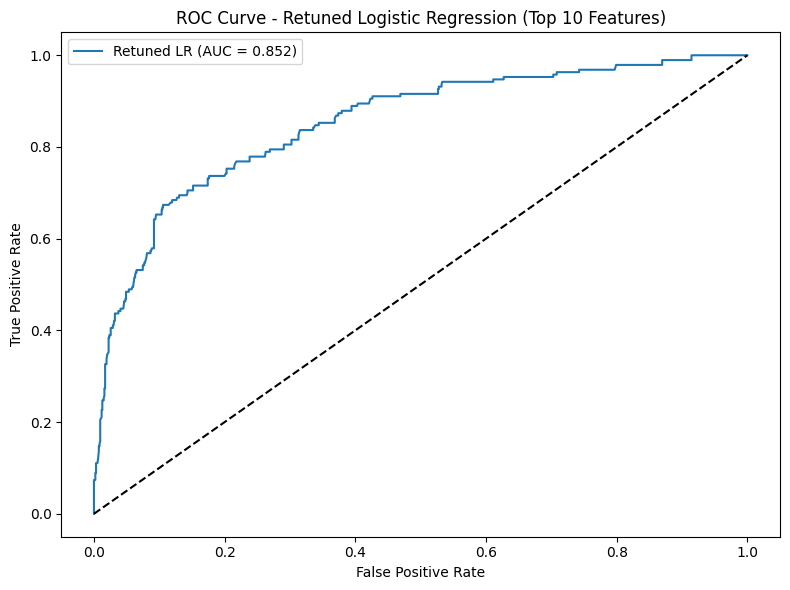 ROC Curve - Retuned Logistic Regression (Top 10 Features)
Retuned LR (AUC = 0.852)
True Positive Rate
1.0
0.8
0.6
0.4
0.2
0.0
0.0 0.2 0.4 0.6 0.8 1.0
False Positive Rate